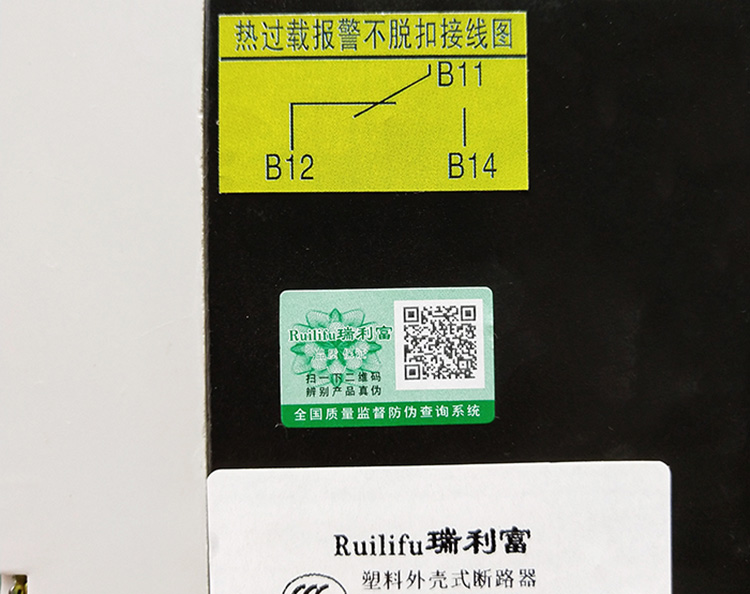 热过载报警不脱扣接线图
B11
B12
B14
Ruilifu瑞利富
扫一下二维码
辨别产品真伪
全国质量监督防伪查询系统
Ruilifu瑞利富
塑料外壳式断路器